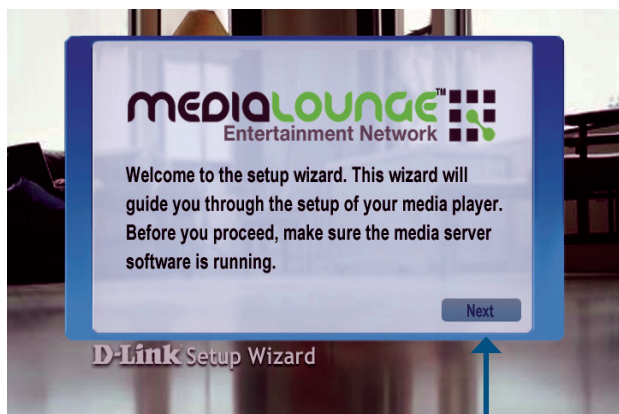 MEDIALOUNGE™
Entertainment Network
Welcome to the setup wizard. This wizard will
guide you through the setup of your media player.
Before you proceed, make sure the media server
software is running.
Next
D-Link Setup Wizard